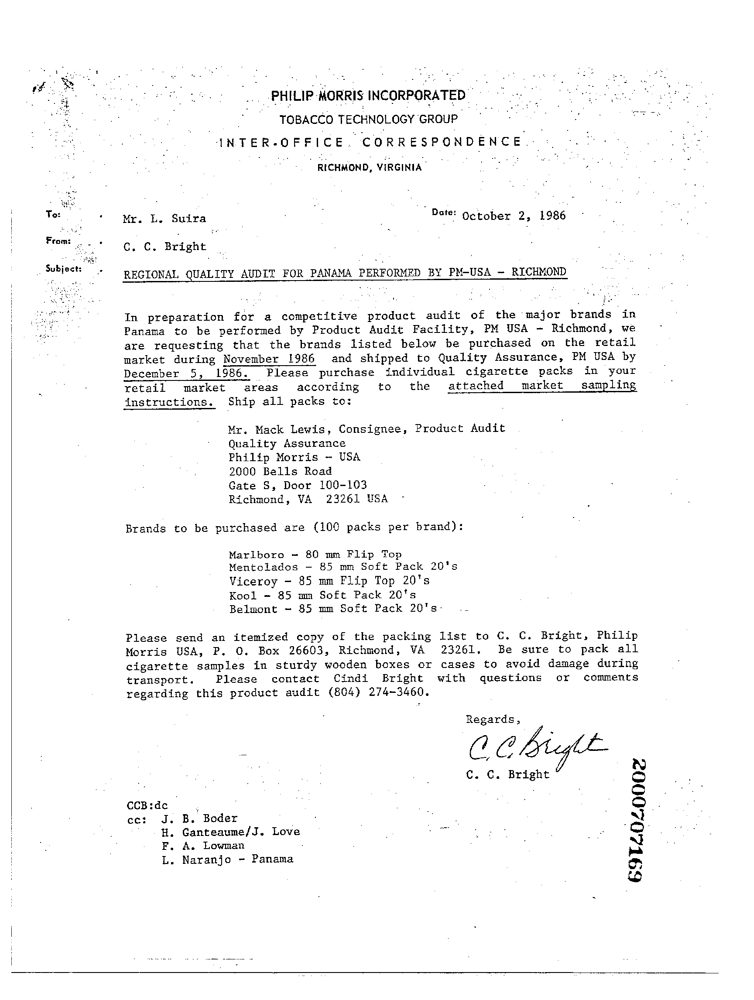 PHILIP MORRIS INCORPORATED
TOBACCO TECHNOLOGY GROUP
INTER-OFFICE CORRESPONDENCE
RICHMOND, VIRGINIA
To: Mr. L. Suira Date: October 2, 1986
From: C. C. Bright
Subject: REGIONAL QUALITY AUDIT FOR PANAMA PERFORMED BY PM-USA - RICHMOND
In preparation for a competitive product audit of the major brands in
Panama to be performed by Product Audit Facility, PM USA - Richmond, we
are requesting that the brands listed below be purchased on the retail
market during November 1986 and shipped to Quality Assurance, PM USA by
December 5, 1986. Please purchase individual cigarette packs in your
retail market areas according to the attached market sampling
instructions. Ship all packs to:
Mr. Mack Lewis, Consignee, Product Audit
Quality Assurance
Philip Morris - USA
2000 Bells Road
Gate S, Door 100-103
Richmond, VA 23261 USA
Brands to be purchased are (100 packs per brand):
Marlboro - 80 mm Flip Top
Mentolados - 85 mm Soft Pack 20's
Viceroy - 85 mm Flip Top 20's
Kool - 85 mm Soft Pack 20's
Belmont - 85 mm Soft Pack 20's
Please send an itemized copy of the packing list to C. C. Bright, Philip
Morris USA, P. O. Box 26603, Richmond, VA 23261. Be sure to pack all
cigarette samples in sturdy wooden boxes or cases to avoid damage during
transport. Please contact Cindi Bright with questions or comments
regarding this product audit (804) 274-3460.
Regards,
C. C. Bright
C. C. Bright
CCB:dc
cc: J. B. Boder
H. Ganteaume/J. Love
F. A. Lowman
L. Naranjo - Panama
2000707169